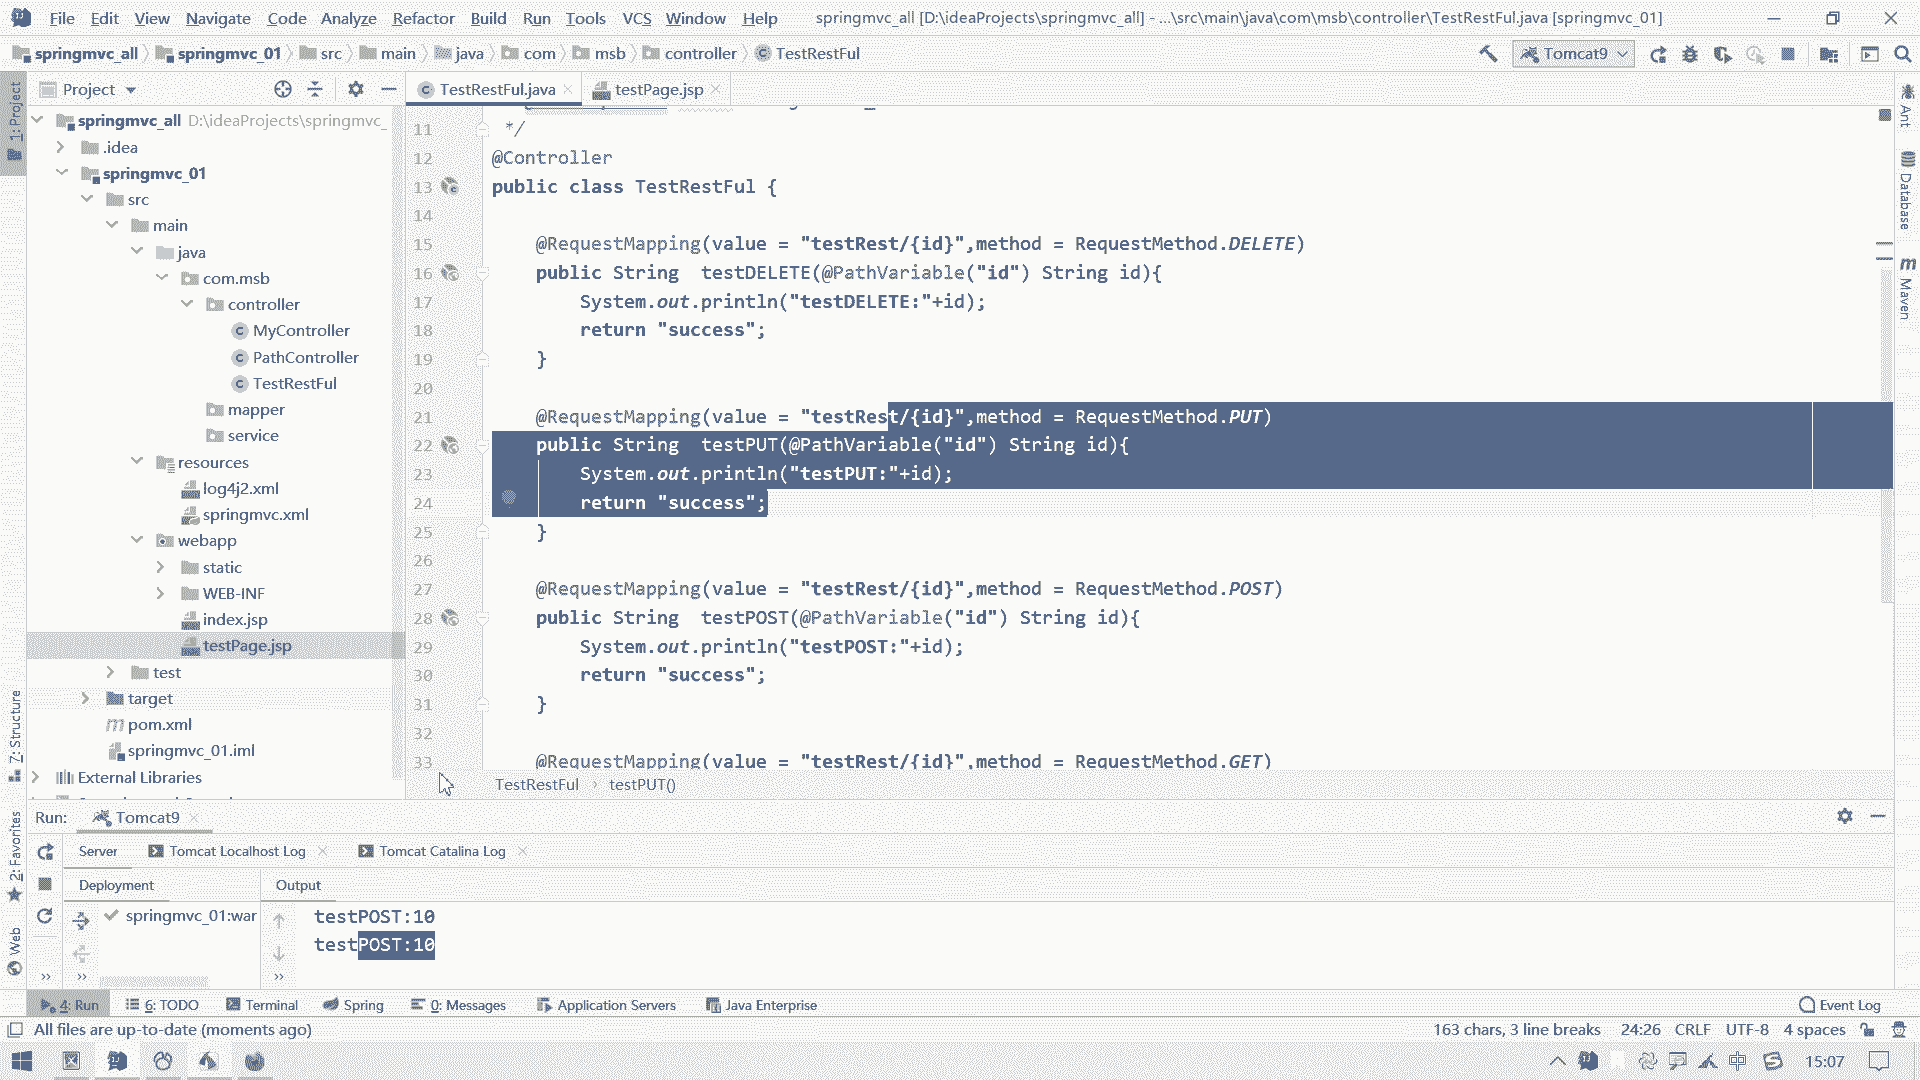 File Edit View Navigate Code Analyze Refactor Build Run Tools VCS Window Help springmvc_all [D:\ideaProjects\springmvc_all] - ...\src\main\java\com\msb\controller\TestRestFul.java [springmvc_01]
springmvc_all springmvc_01 src main java com msb controller TestRestFul Tomcat9
Project TestRestFul.java testPage.jsp
1: Project
springmvc_all D:\ideaProjects\springmvc_
.idea
springmvc_01
src
main
java
com.msb
controller
MyController
PathController
TestRestFul
mapper
service
resources
log4j2.xml
springmvc.xml
webapp
static
WEB-INF
index.jsp
testPage.jsp
test
target
pom.xml
springmvc_01.iml
External Libraries
7: Structure
2: Favorites
Web
11 */
12 @Controller
13 public class TestRestFul {
14
15 @RequestMapping(value = "testRest/{id}",method = RequestMethod.DELETE)
16 public String testDELETE(@PathVariable("id") String id){
17 System.out.println("testDELETE:"+id);
18 return "success";
19 }
20
21 @RequestMapping(value = "testRest/{id}",method = RequestMethod.PUT)
22 public String testPUT(@PathVariable("id") String id){
23 System.out.println("testPUT:"+id);
24 return "success";
25 }
26
27 @RequestMapping(value = "testRest/{id}",method = RequestMethod.POST)
28 public String testPOST(@PathVariable("id") String id){
29 System.out.println("testPOST:"+id);
30 return "success";
31 }
32
33 @RequestMapping(value = "testRest/{id}",method = RequestMethod.GET)
TestRestFul › testPUT()
Ant
Database
Maven
Run: Tomcat9
Server Tomcat Localhost Log Tomcat Catalina Log
Deployment Output
springmvc_01:war
testPOST:10
testPOST:10
4: Run 6: TODO Terminal Spring 0: Messages Application Servers Java Enterprise Event Log
All files are up-to-date (moments ago) 163 chars, 3 line breaks 24:26 CRLF UTF-8 4 spaces
中 15:07